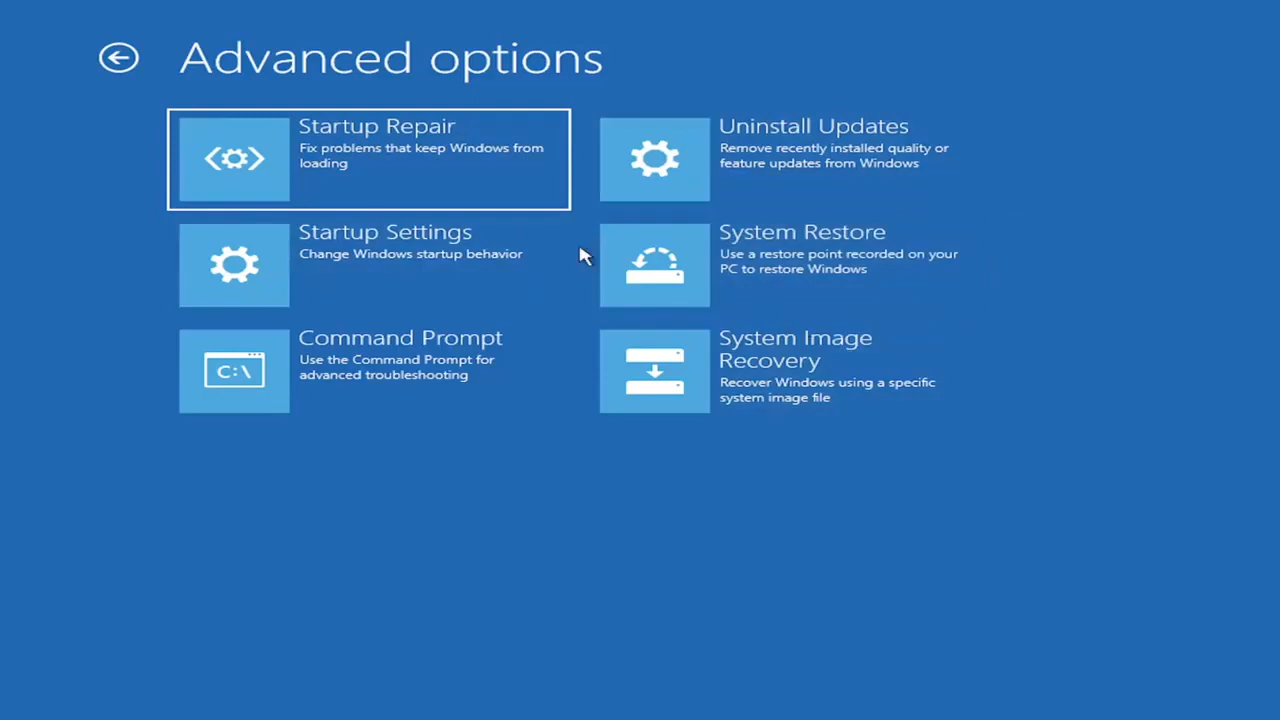 Advanced options
Startup Repair
Fix problems that keep Windows from
loading
Uninstall Updates
Remove recently installed quality or
feature updates from Windows
Startup Settings
Change Windows startup behavior
System Restore
Use a restore point recorded on your
PC to restore Windows
Command Prompt
Use the Command Prompt for
advanced troubleshooting
C:\
System Image
Recovery
Recover Windows using a specific
system image file